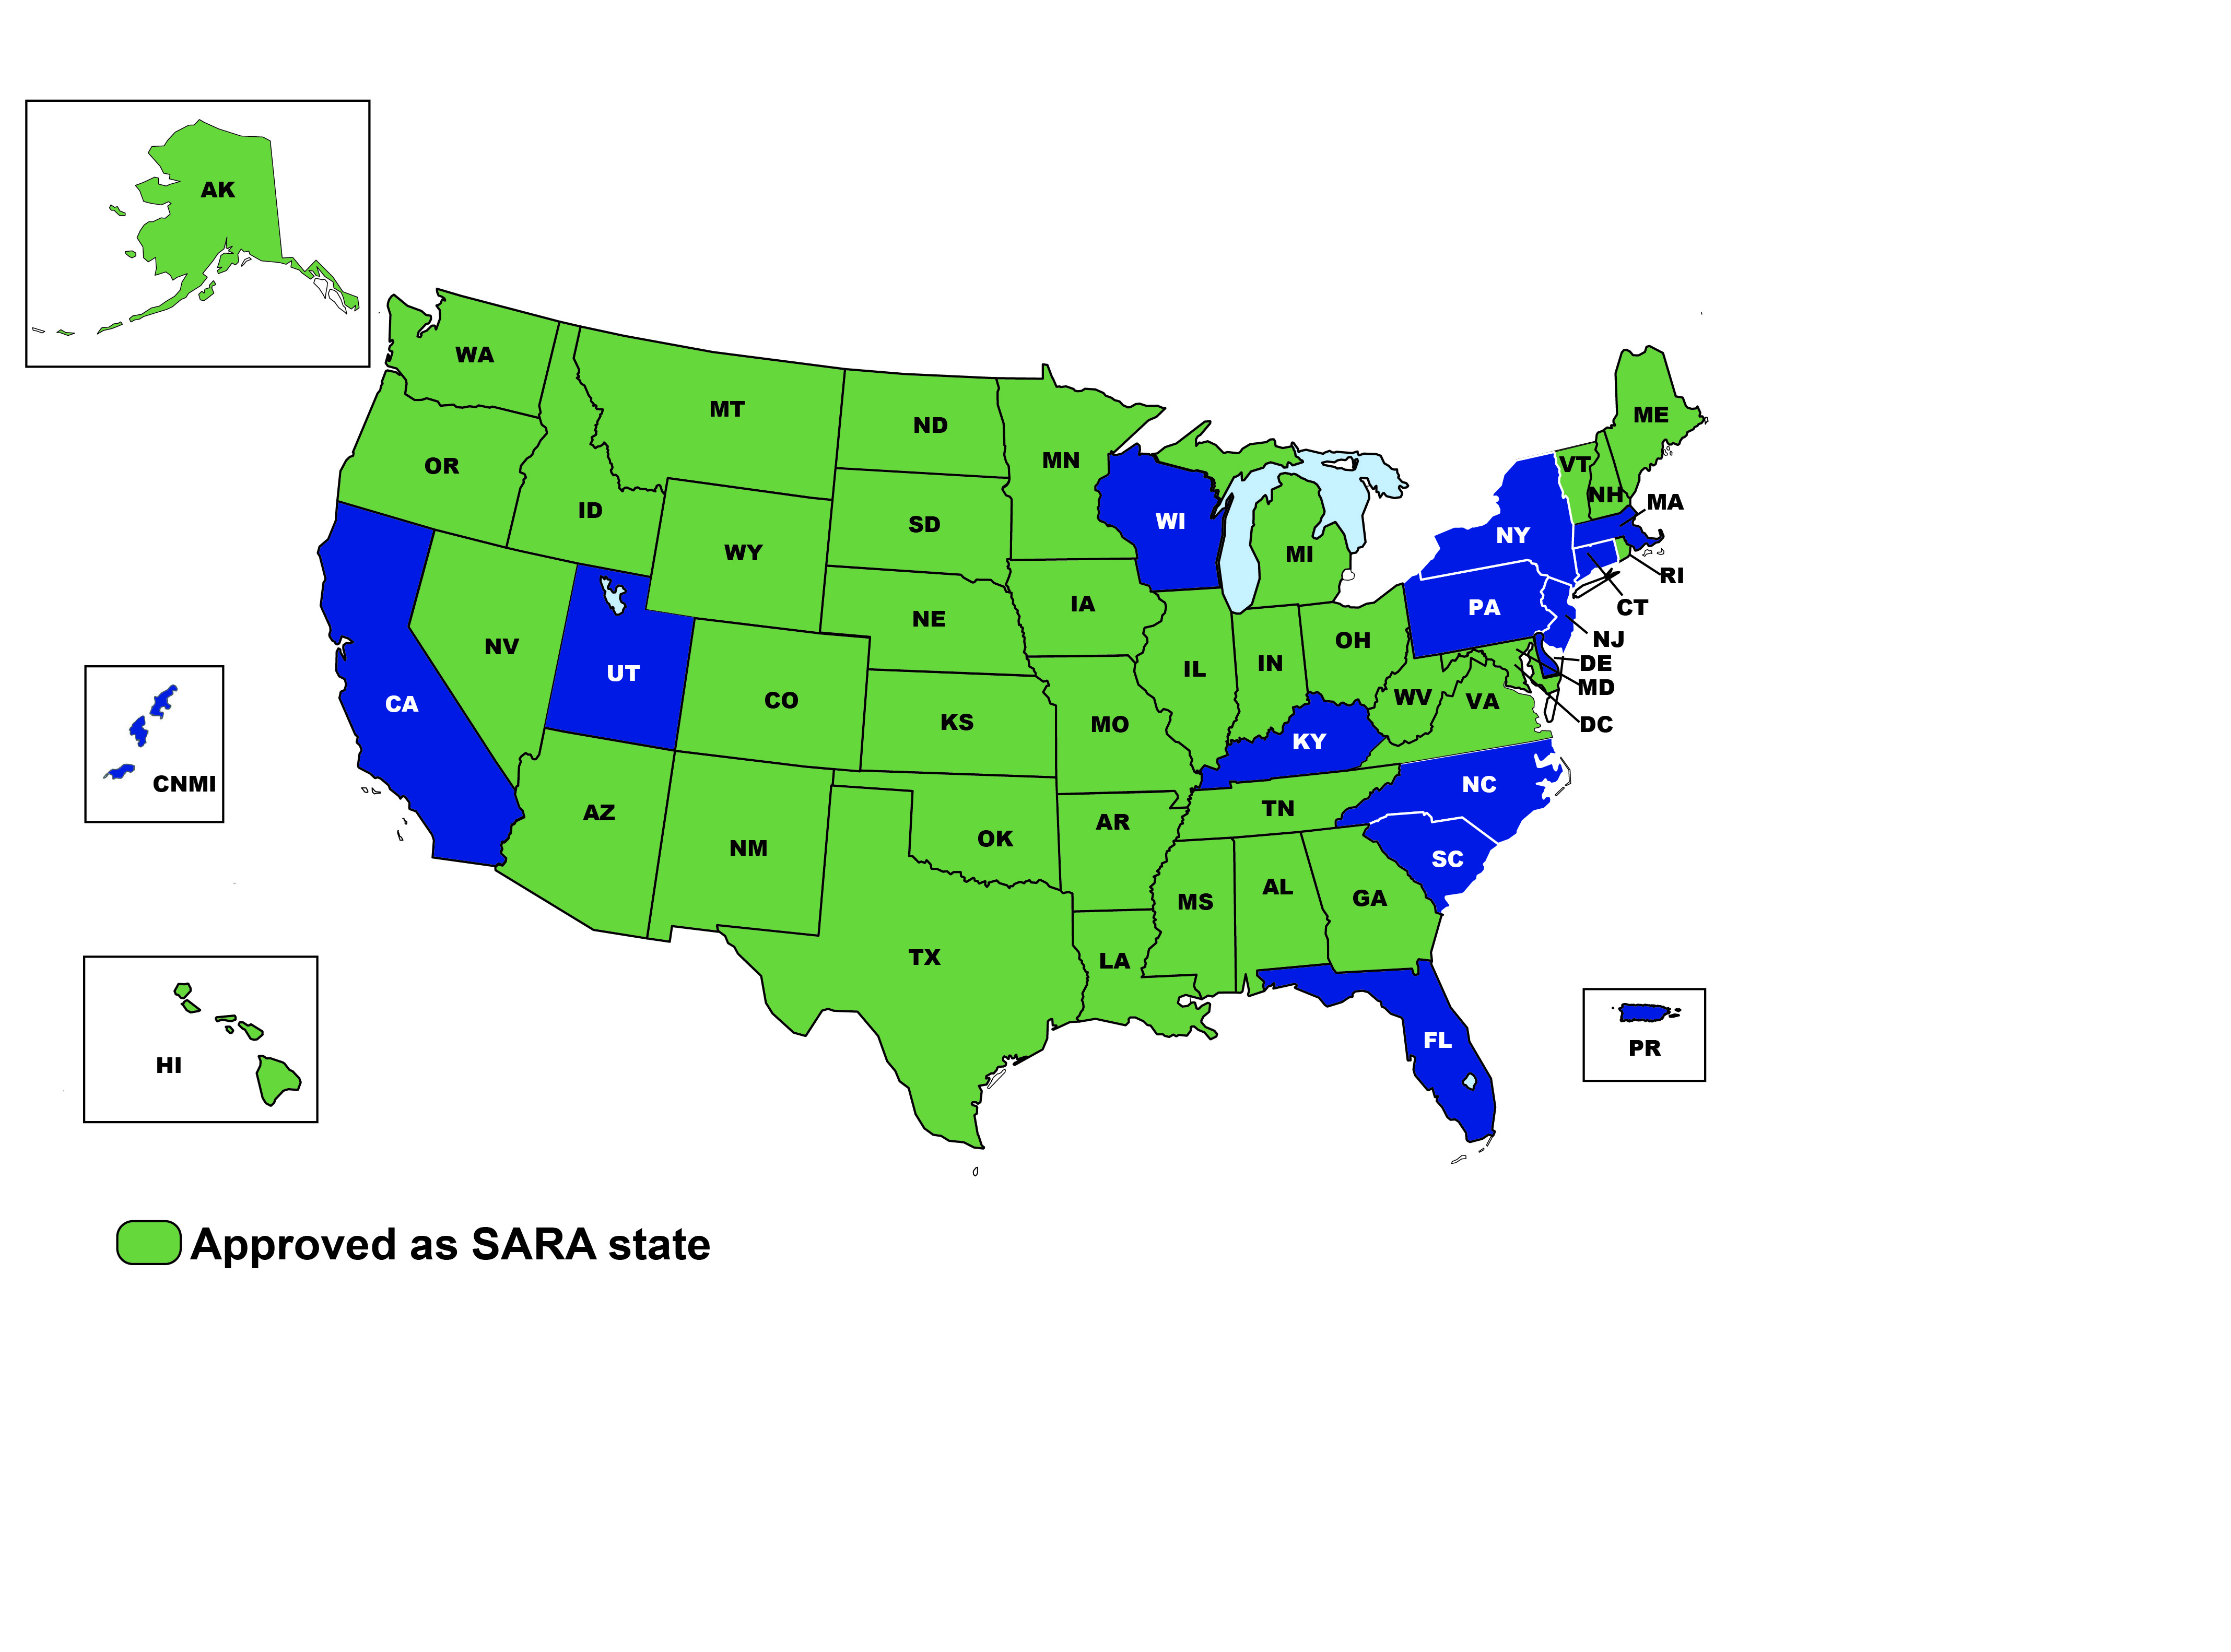 AK
WA
MT
ME
ND
MN
VT
OR
NH
MA
ID
WI
SD
NY
WY
MI
RI
IA
PA
CT
NE
OH
NJ
NV
IN
DE
IL
UT
MD
WV
CO
VA
CA
KS
MO
DC
KY
CNMI
NC
TN
AZ
AR
OK
NM
SC
AL
GA
MS
TX
LA
FL
PR
HI
Approved as SARA state